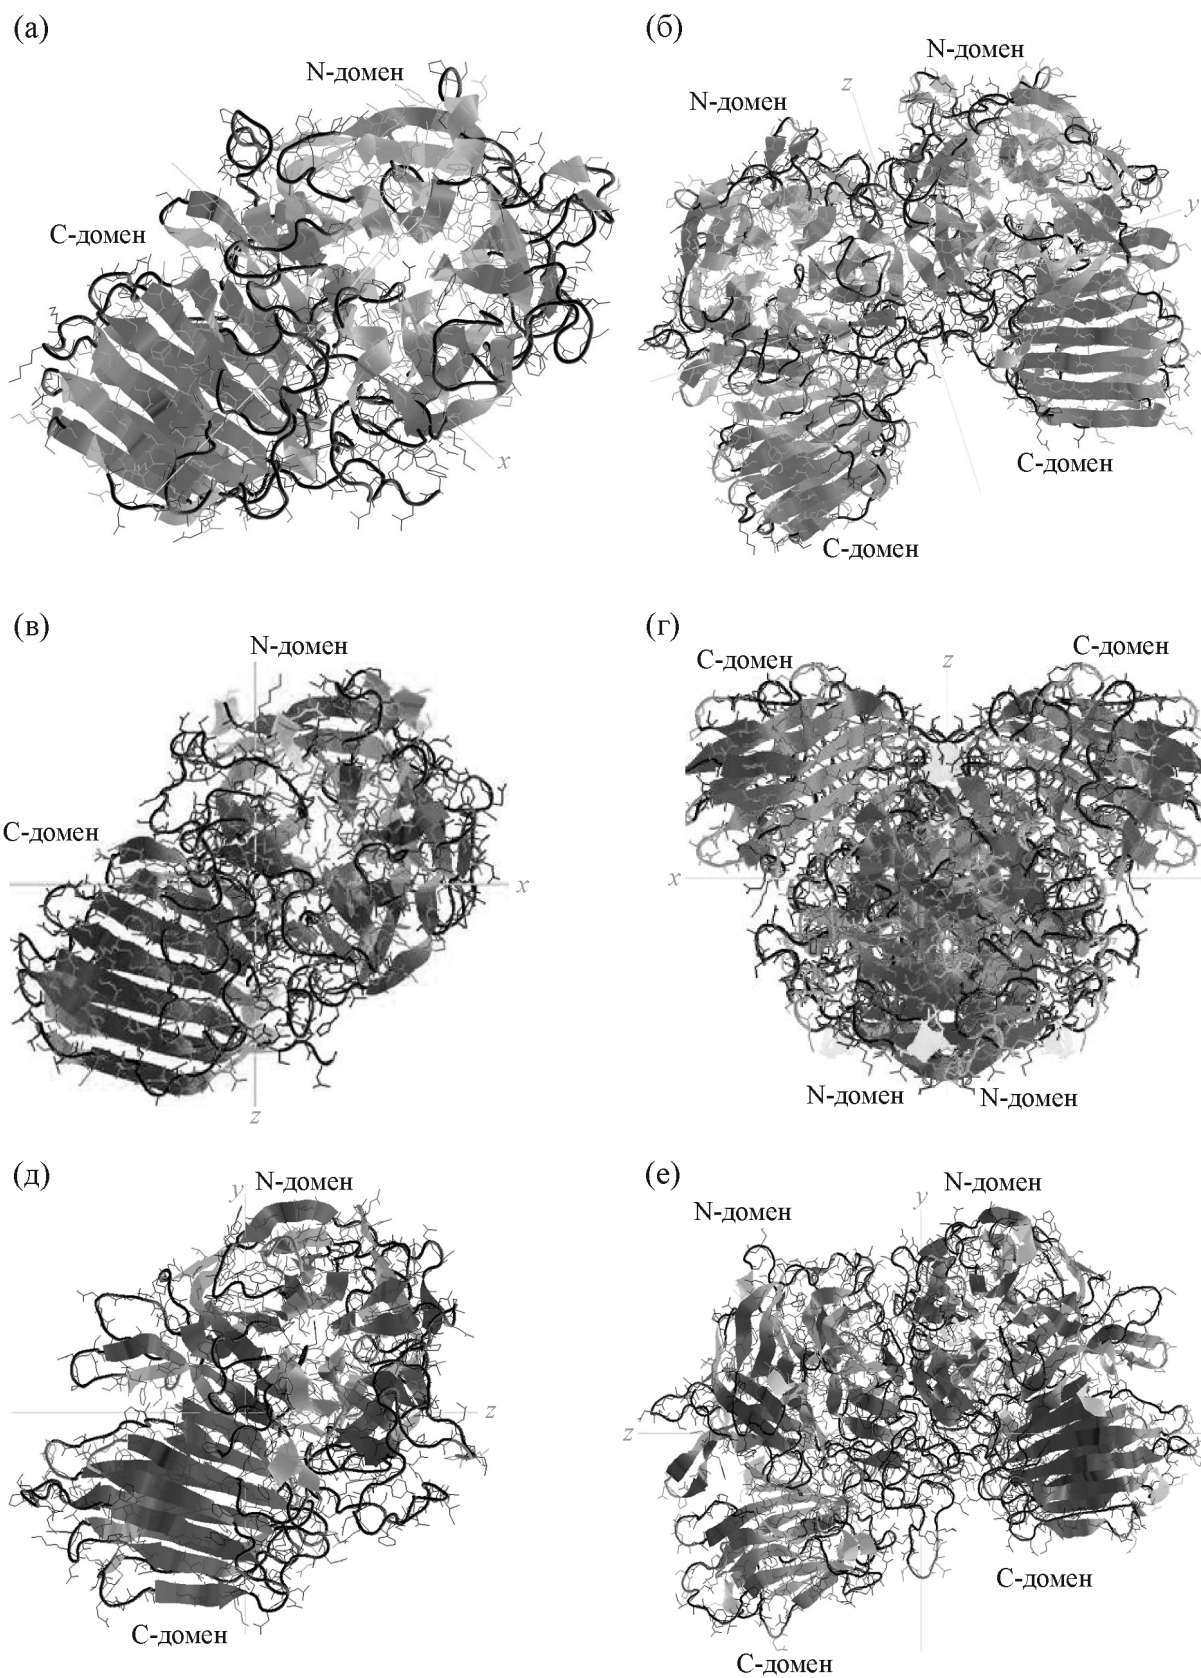 (а)
N-домен
C-домен
z
x
(б)
N-домен
N-домен
z
y
C-домен
C-домен
(в)
N-домен
C-домен
x
z
(г)
C-домен
z
C-домен
x
N-домен
N-домен
(д)
N-домен
y
z
C-домен
(е)
N-домен
N-домен
y
z
C-домен
C-домен